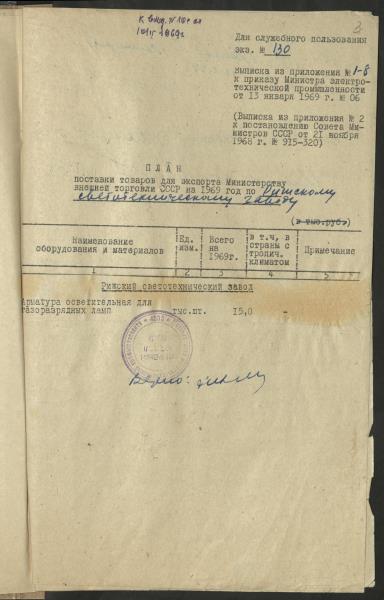 3.
Для служебного пользования
экз. № 130
Выписка из приложения № 1-8
к приказу Министра электро-
технической промышленности
от 13 января 1969 г. № 06
(Выписка из приложения № 2
к постановлению Совета Ми-
нистров СССР от 21 ноября
1968 г. № 915-320)
ПЛАН
поставки товаров для экспорта Министерству
внешней торговли СССР на 1969 год по Рижскому
светотехническому заводу
(в тыс.руб)
Наименование оборудования и материалов
Ед. изм.
Всего на 1969г.
в т.ч, в страны с тропич. климатом
Примечание
1 2 3 4 5
Рижский светотехнический завод
Арматура осветительная для
газоразрядных ламп тыс.шт. 15,0 -
Верно: